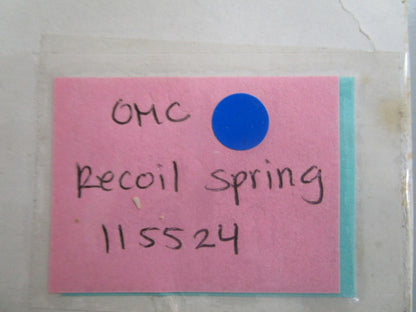 OMC
Recoil Spring
115524